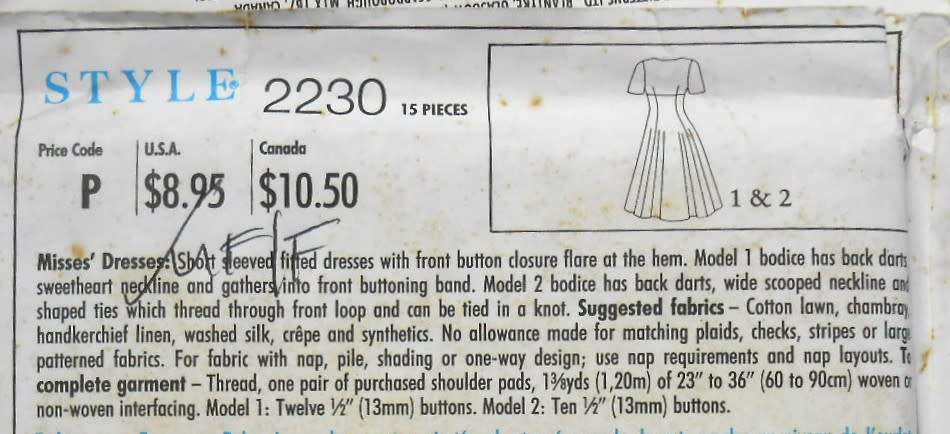 STYLE® 2230 15 PIECES
Price Code U.S.A. Canada
P $8.95 $10.50
1 & 2
Misses' Dresses: Short sleeved fitted dresses with front button closure flare at the hem. Model 1 bodice has back darts
sweetheart neckline and gathers into front buttoning band. Model 2 bodice has back darts, wide scooped neckline and
shaped ties which thread through front loop and can be tied in a knot. Suggested fabrics – Cotton lawn, chambray,
handkerchief linen, washed silk, crêpe and synthetics. No allowance made for matching plaids, checks, stripes or large
patterned fabrics. For fabric with nap, pile, shading or one-way design; use nap requirements and nap layouts. To
complete garment – Thread, one pair of purchased shoulder pads, 1⅜yds (1,20m) of 23" to 36" (60 to 90cm) woven or
non-woven interfacing. Model 1: Twelve ½" (13mm) buttons. Model 2: Ten ½" (13mm) buttons.